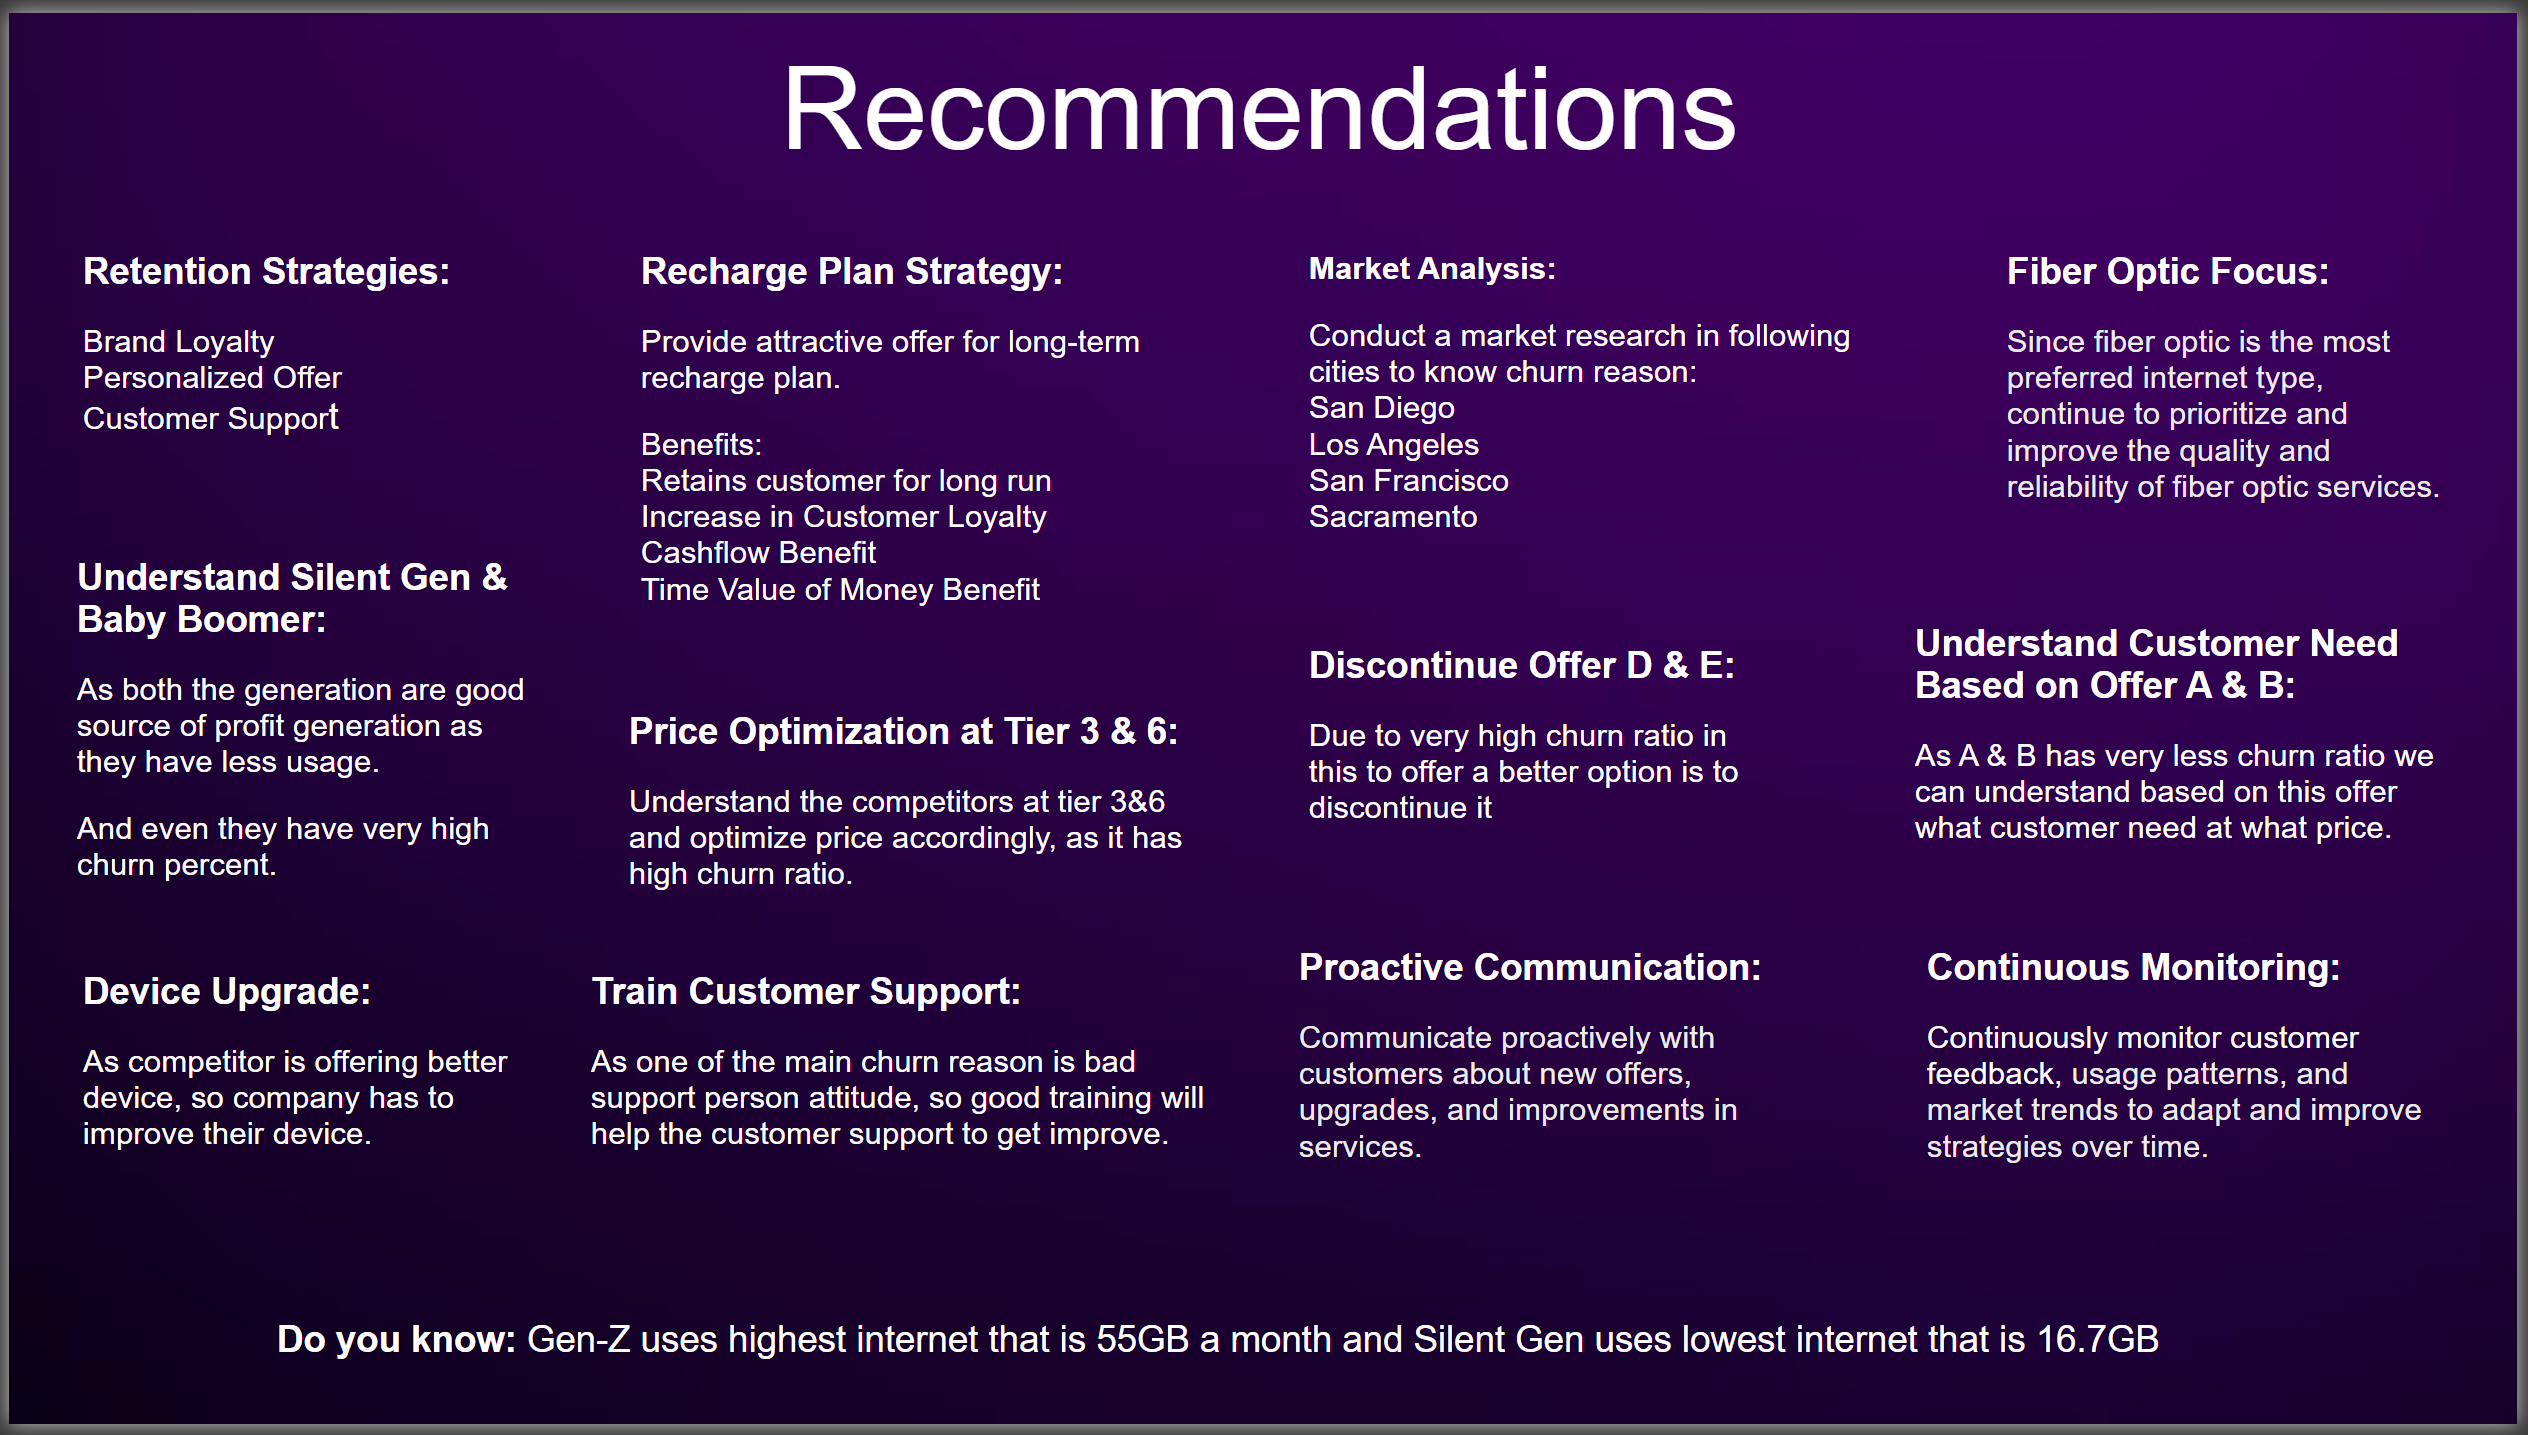 Recommendations
Retention Strategies:
Brand Loyalty
Personalized Offer
Customer Support
Recharge Plan Strategy:
Provide attractive offer for long-term
recharge plan.
Benefits:
Retains customer for long run
Increase in Customer Loyalty
Cashflow Benefit
Time Value of Money Benefit
Market Analysis:
Conduct a market research in following
cities to know churn reason:
San Diego
Los Angeles
San Francisco
Sacramento
Fiber Optic Focus:
Since fiber optic is the most
preferred internet type,
continue to prioritize and
improve the quality and
reliability of fiber optic services.
Understand Silent Gen &
Baby Boomer:
As both the generation are good
source of profit generation as
they have less usage.
And even they have very high
churn percent.
Price Optimization at Tier 3 & 6:
Understand the competitors at tier 3&6
and optimize price accordingly, as it has
high churn ratio.
Discontinue Offer D & E:
Due to very high churn ratio in
this to offer a better option is to
discontinue it
Understand Customer Need
Based on Offer A & B:
As A & B has very less churn ratio we
can understand based on this offer
what customer need at what price.
Device Upgrade:
As competitor is offering better
device, so company has to
improve their device.
Train Customer Support:
As one of the main churn reason is bad
support person attitude, so good training will
help the customer support to get improve.
Proactive Communication:
Communicate proactively with
customers about new offers,
upgrades, and improvements in
services.
Continuous Monitoring:
Continuously monitor customer
feedback, usage patterns, and
market trends to adapt and improve
strategies over time.
Do you know: Gen-Z uses highest internet that is 55GB a month and Silent Gen uses lowest internet that is 16.7GB